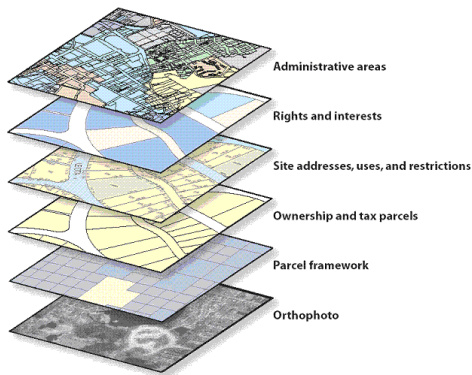 Administrative areas
Rights and interests
Site addresses, uses, and restrictions
Ownership and tax parcels
Parcel framework
Orthophoto